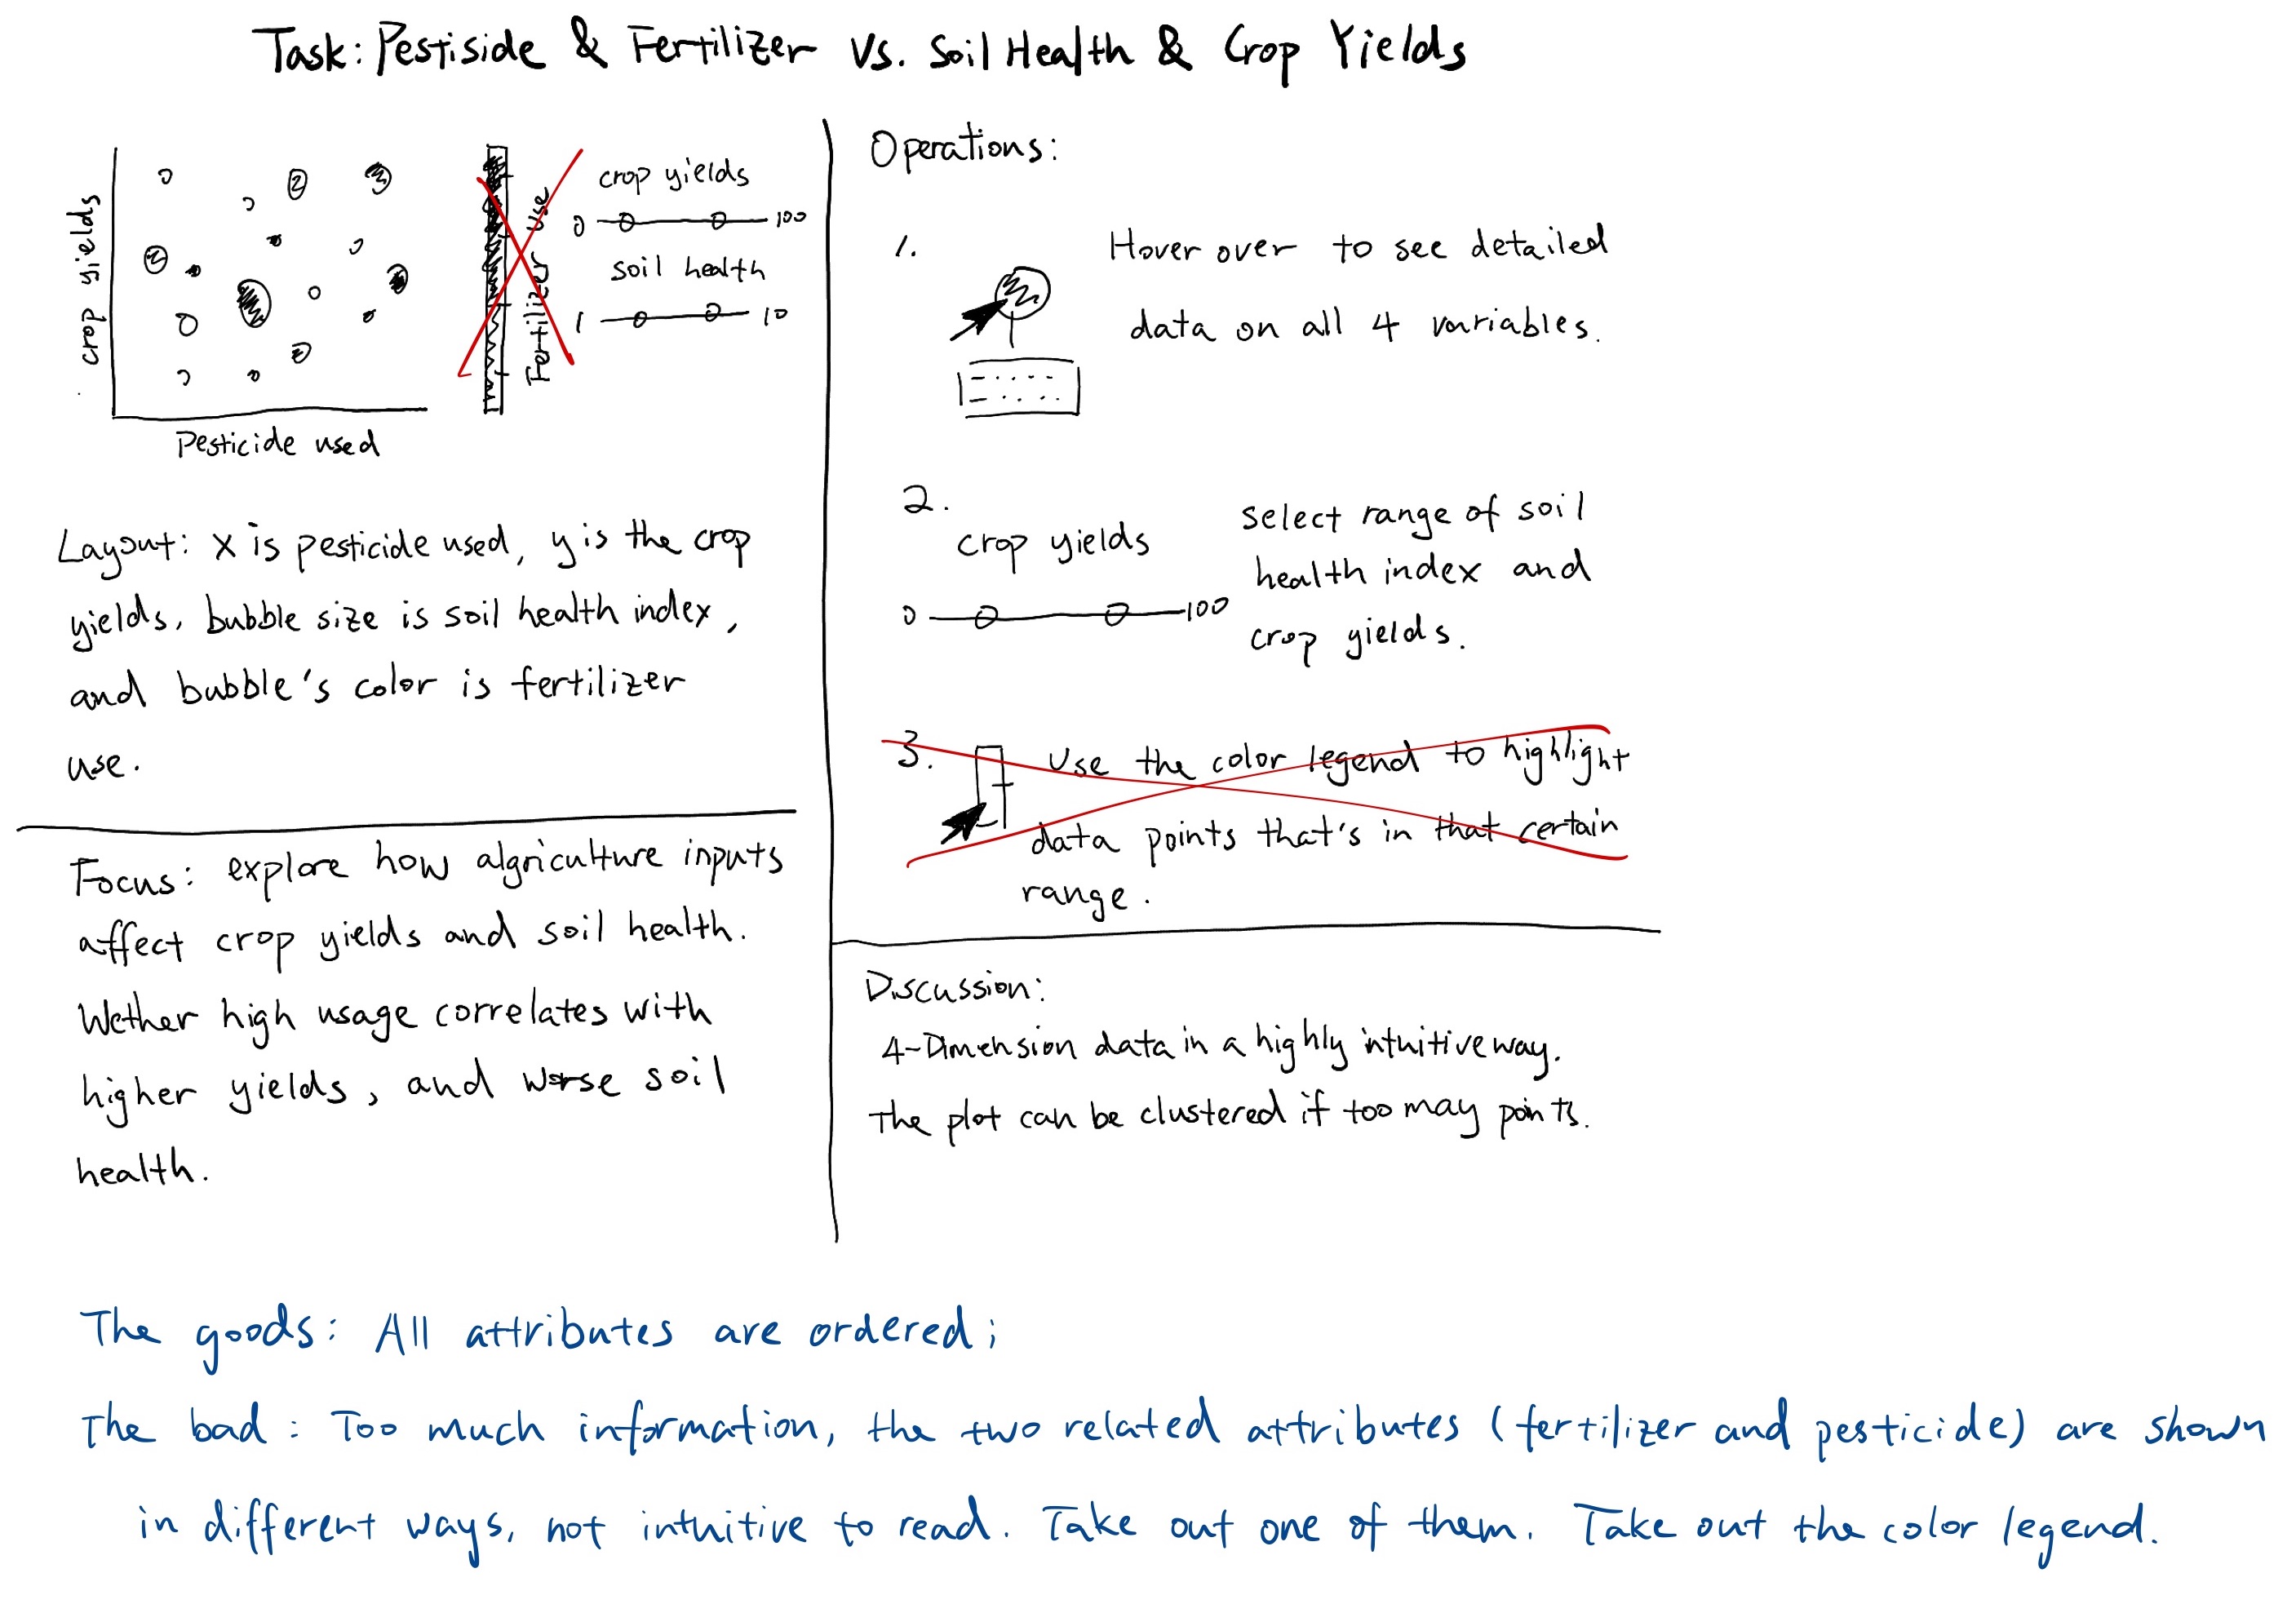 Task: Pestiside & Fertilizer Vs. Soil Health & Crop Yields
crop yields
Pesticide used
Fertilizer use
crop yields
0 100
soil health
1 10
Layout: X is pesticide used, y is the crop
yields, bubble size is soil health index,
and bubble's color is fertilizer
use.
Focus: explore how algriculture inputs
affect crop yields and soil health.
Wether high usage correlates with
higher yields, and worse soil
health.
Operations:
1.
Hover over to see detailed
data on all 4 variables.
2.
crop yields
0 100
select range of soil
health index and
crop yields.
3. Use the color legend to highlight
data points that's in that certain
range.
Discussion:
4-Dimension data in a highly intuitive way.
The plot can be clustered if too may points.
The goods: All attributes are ordered;
The bad: Too much information, the two related attributes (fertilizer and pesticide) are shown
in different ways, not intuitive to read. Take out one of them. Take out the color legend.